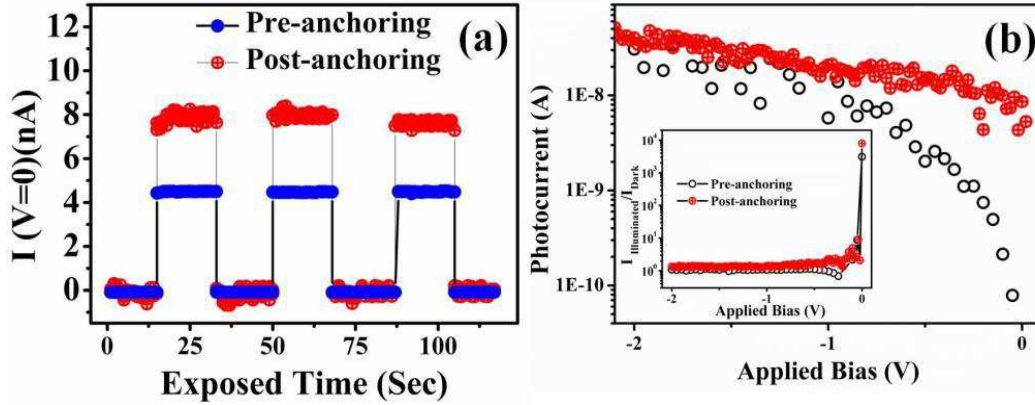 12
10
8
6
4
2
0
I (V=0)(nA)
Pre-anchoring
Post-anchoring
(a)
0 25 50 75 100
Exposed Time (Sec)
(b)
1E-8
1E-9
1E-10
Photocurrent (A)
10⁴
10³
10²
10¹
10⁰
I Illuminated/I Dark
Pre-anchoring
Post-anchoring
-2 -1 0
Applied Bias (V)
-2 -1 0
Applied Bias (V)